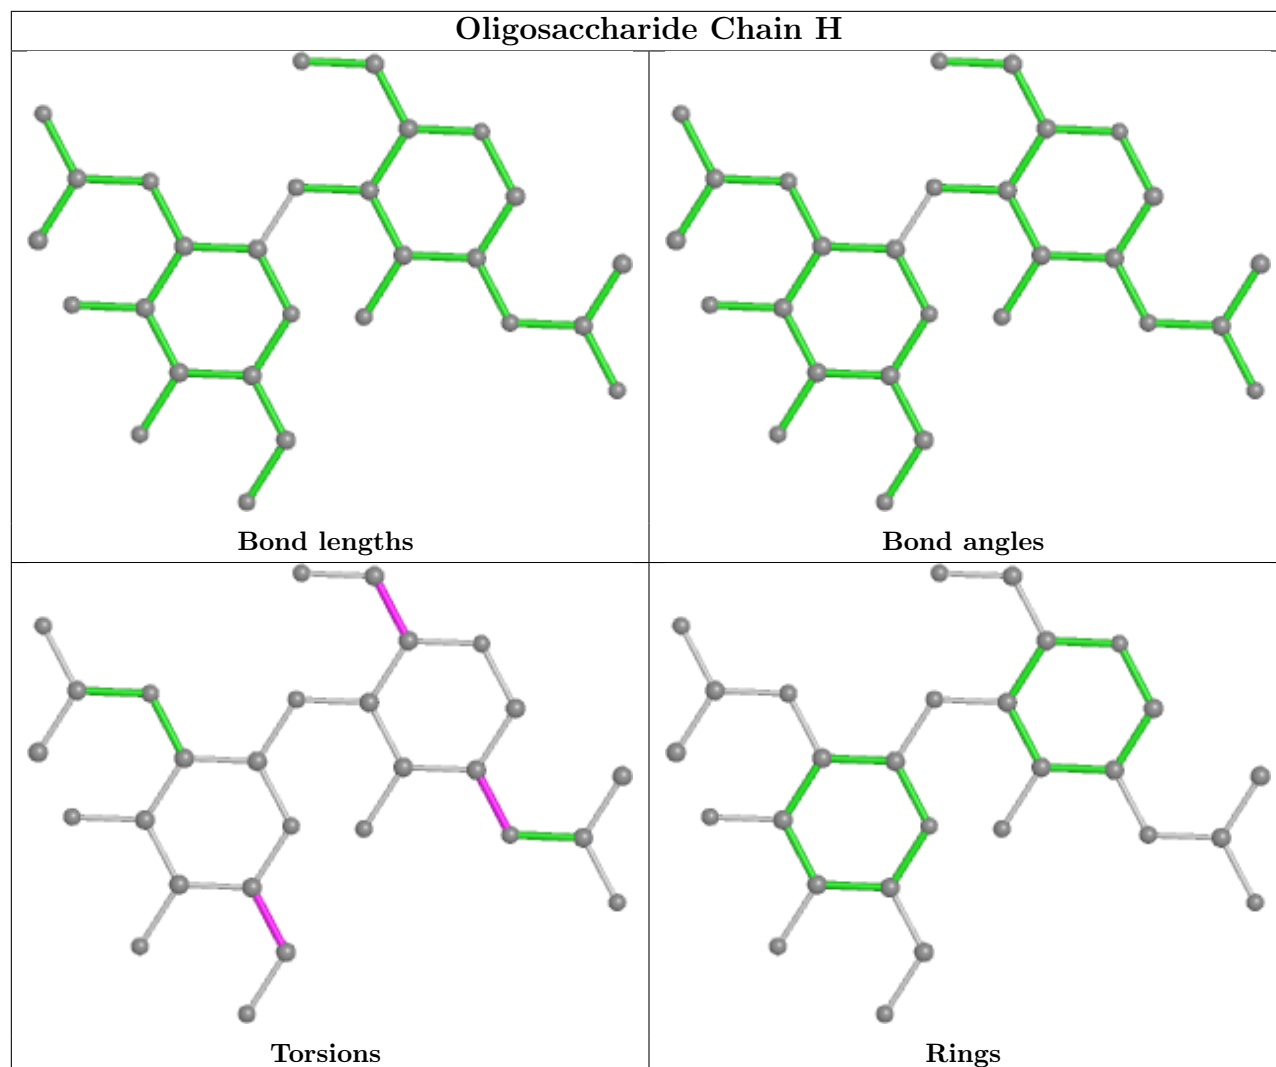 Oligosaccharide Chain H
Bond lengths
Bond angles
Torsions
Rings